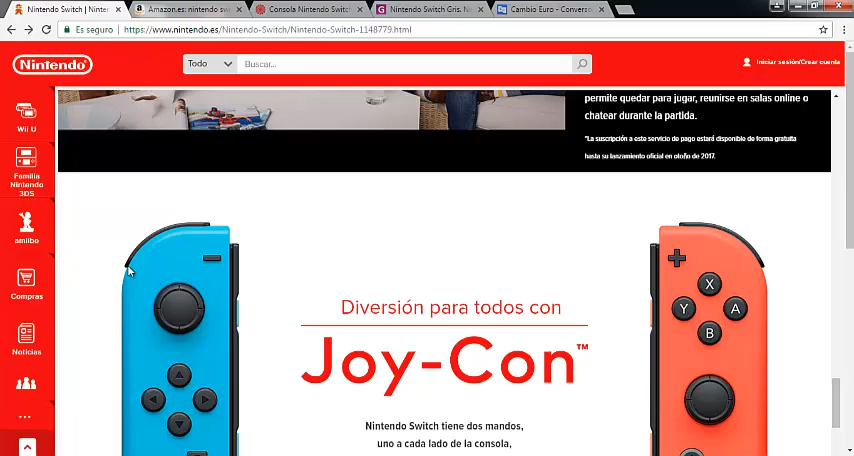 Nintendo Switch | Ninter
Amazon.es: nintendo sw
Consola Nintendo Switch
Nintendo Switch Gris. N
Cambio Euro - Convers
Es seguro
https://www.nintendo.es/Nintendo-Switch/Nintendo-Switch-1148779.html
Nintendo
Todo
Buscar...
Iniciar sesión/Crear cuenta
Wii U
Familia
Nintendo
3DS
amiibo
Compras
Noticias
permite quedar para jugar, reunirse en salas online o
chatear durante la partida.
*La suscripción a este servicio de pago estará disponible de forma gratuita
hasta su lanzamiento oficial en otoño de 2017.
X
Y
A
B
Diversión para todos con
Joy-Con™
Nintendo Switch tiene dos mandos,
uno a cada lado de la consola,